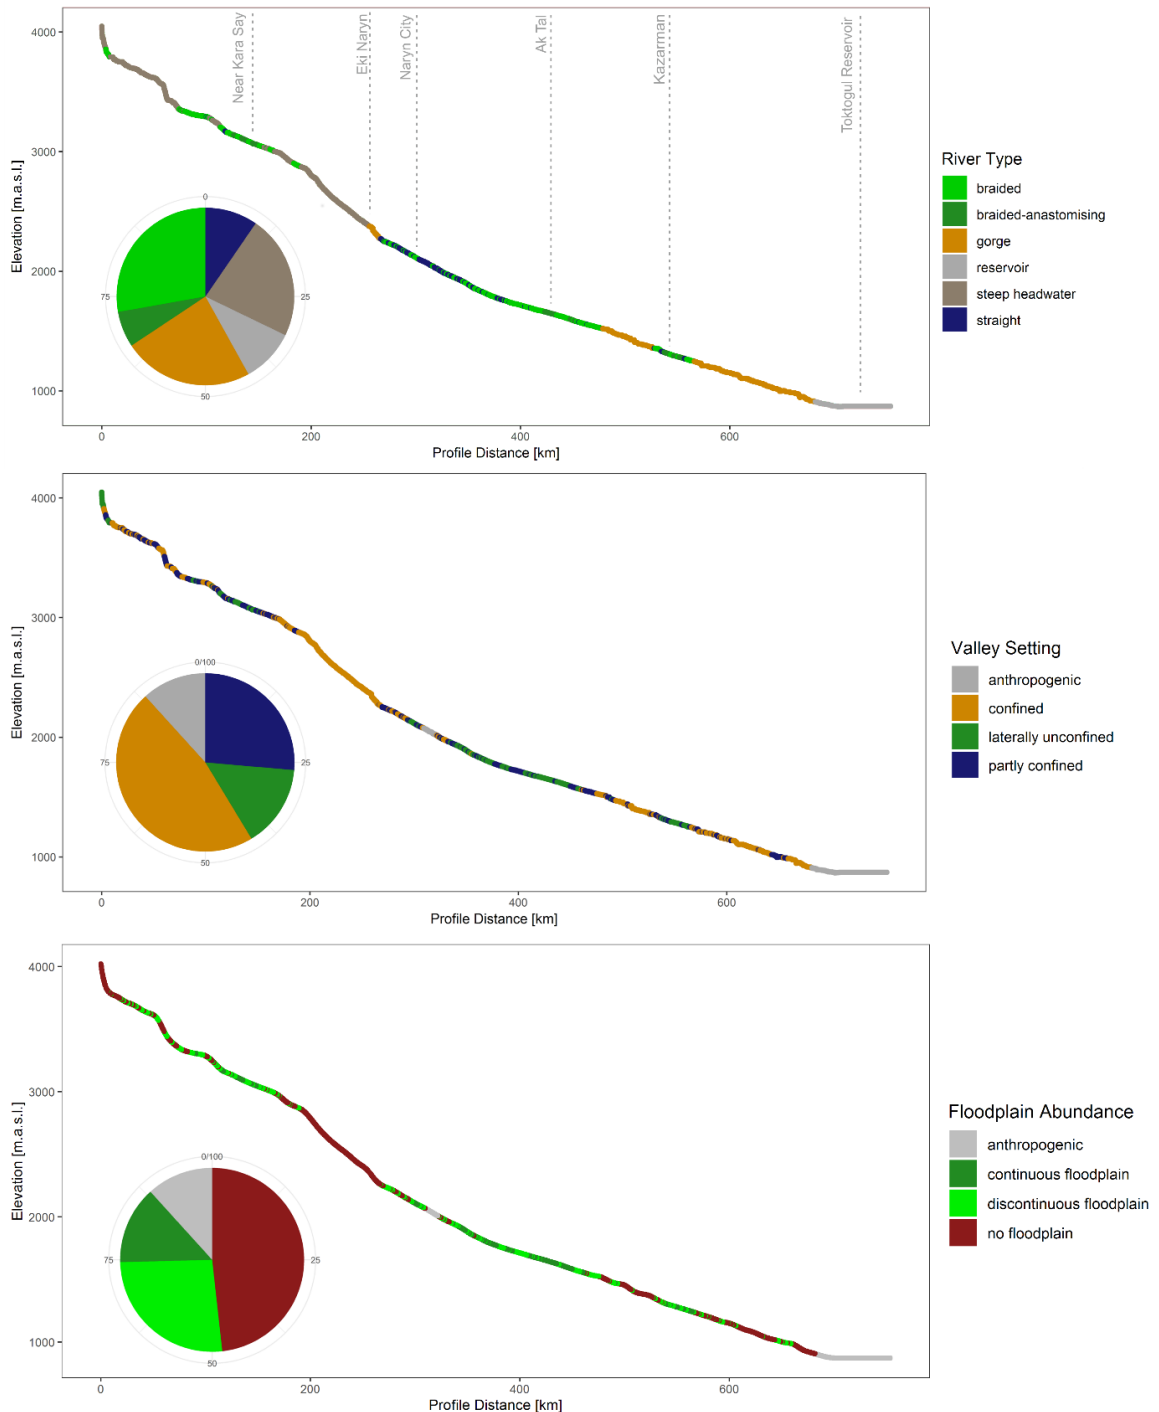 4000
3000
2000
1000
Elevation [m.a.s.l.]
Near Kara Say
Eki Naryn
Naryn City
Ak Tal
Kazarman
Toktogul Reservoir
0
25
50
75
0
200
400
600
Profile Distance [km]
River Type
braided
braided-anastomising
gorge
reservoir
steep headwater
straight
4000
3000
2000
1000
Elevation [m.a.s.l.]
0/100
25
50
75
0
200
400
600
Profile Distance [km]
Valley Setting
anthropogenic
confined
laterally unconfined
partly confined
4000
3000
2000
1000
Elevation [m.a.s.l.]
0/100
25
50
75
0
200
400
600
Profile Distance [km]
Floodplain Abundance
anthropogenic
continuous floodplain
discontinuous floodplain
no floodplain